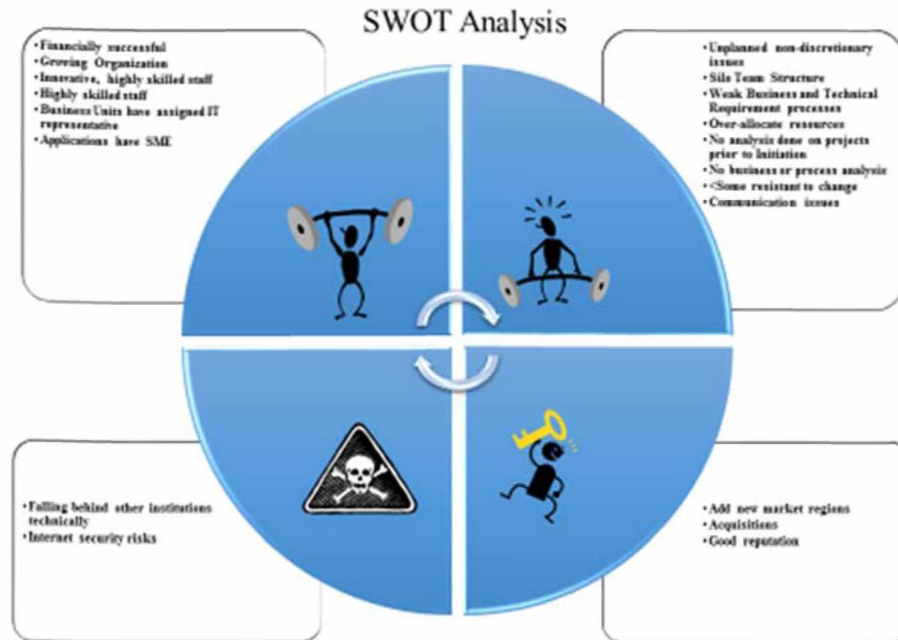 SWOT Analysis
• Financially successful
• Growing Organization
• Innovative, highly skilled staff
• Highly skilled staff
• Business Units have assigned IT
representative
• Applications have SME
• Unplanned non-discretionary
issues
• Silo Team Structure
• Weak Business and Technical
Requirement processes
• Over-allocate resources
• No analysis done on projects
prior to Initiation
• No business or process analysis
• <Some resistant to change
• Communication issues
• Falling behind other institutions
technically
• Internet security risks
• Add new market regions
• Acquisitions
• Good reputation